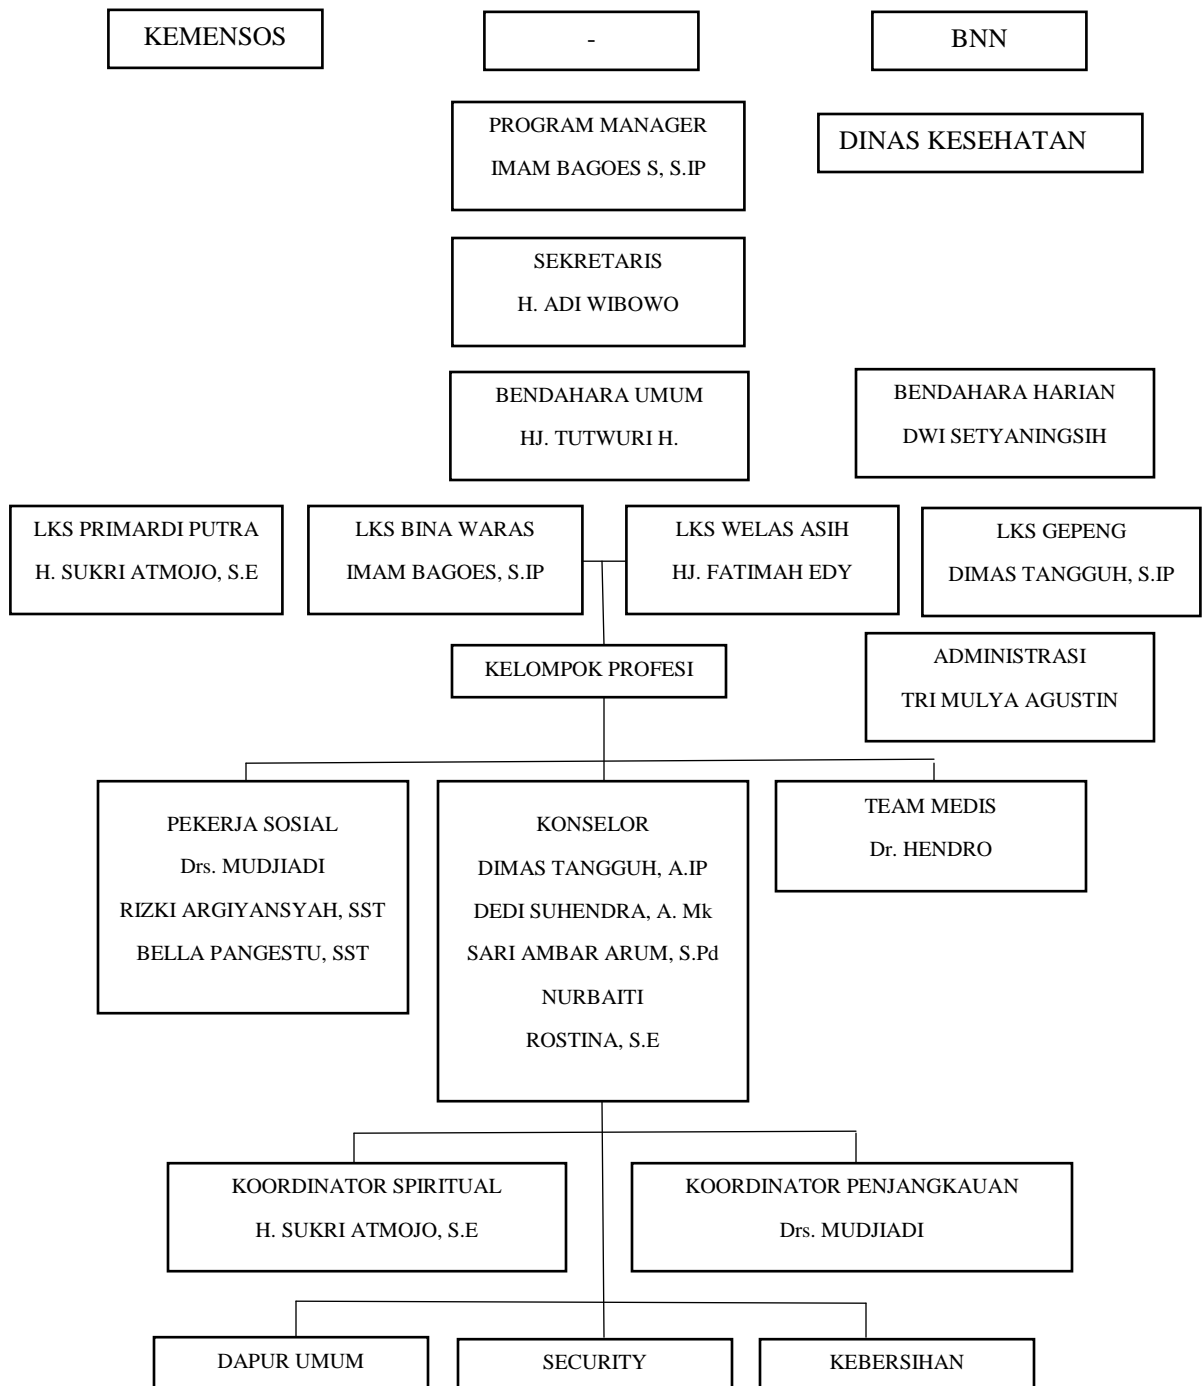 KEMENSOS
-
BNN
PROGRAM MANAGER
IMAM BAGOES S, S.IP
DINAS KESEHATAN
SEKRETARIS
H. ADI WIBOWO
BENDAHARA UMUM
HJ. TUTWURI H.
BENDAHARA HARIAN
DWI SETYANINGSIH
LKS PRIMARDI PUTRA
H. SUKRI ATMOJO, S.E
LKS BINA WARAS
IMAM BAGOES, S.IP
LKS WELAS ASIH
HJ. FATIMAH EDY
LKS GEPENG
DIMAS TANGGUH, S.IP
KELOMPOK PROFESI
ADMINISTRASI
TRI MULYA AGUSTIN
PEKERJA SOSIAL
Drs. MUDJIADI
RIZKI ARGIYANSYAH, SST
BELLA PANGESTU, SST
KONSELOR
DIMAS TANGGUH, A.IP
DEDI SUHENDRA, A. Mk
SARI AMBAR ARUM, S.Pd
NURBAITI
ROSTINA, S.E
TEAM MEDIS
Dr. HENDRO
KOORDINATOR SPIRITUAL
H. SUKRI ATMOJO, S.E
KOORDINATOR PENJANGKAUAN
Drs. MUDJIADI
DAPUR UMUM
SECURITY
KEBERSIHAN